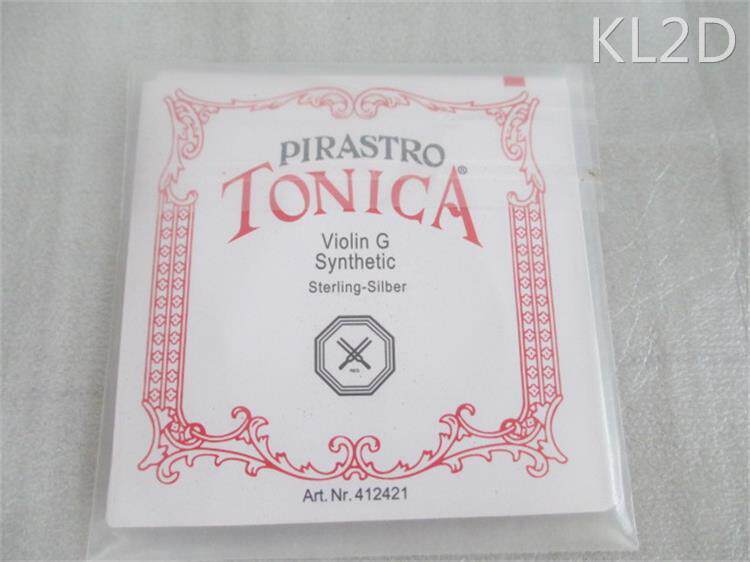 KL2D
PIRASTRO
TONICA®
Violin G
Synthetic
Sterling-Silber
Art. Nr. 412421